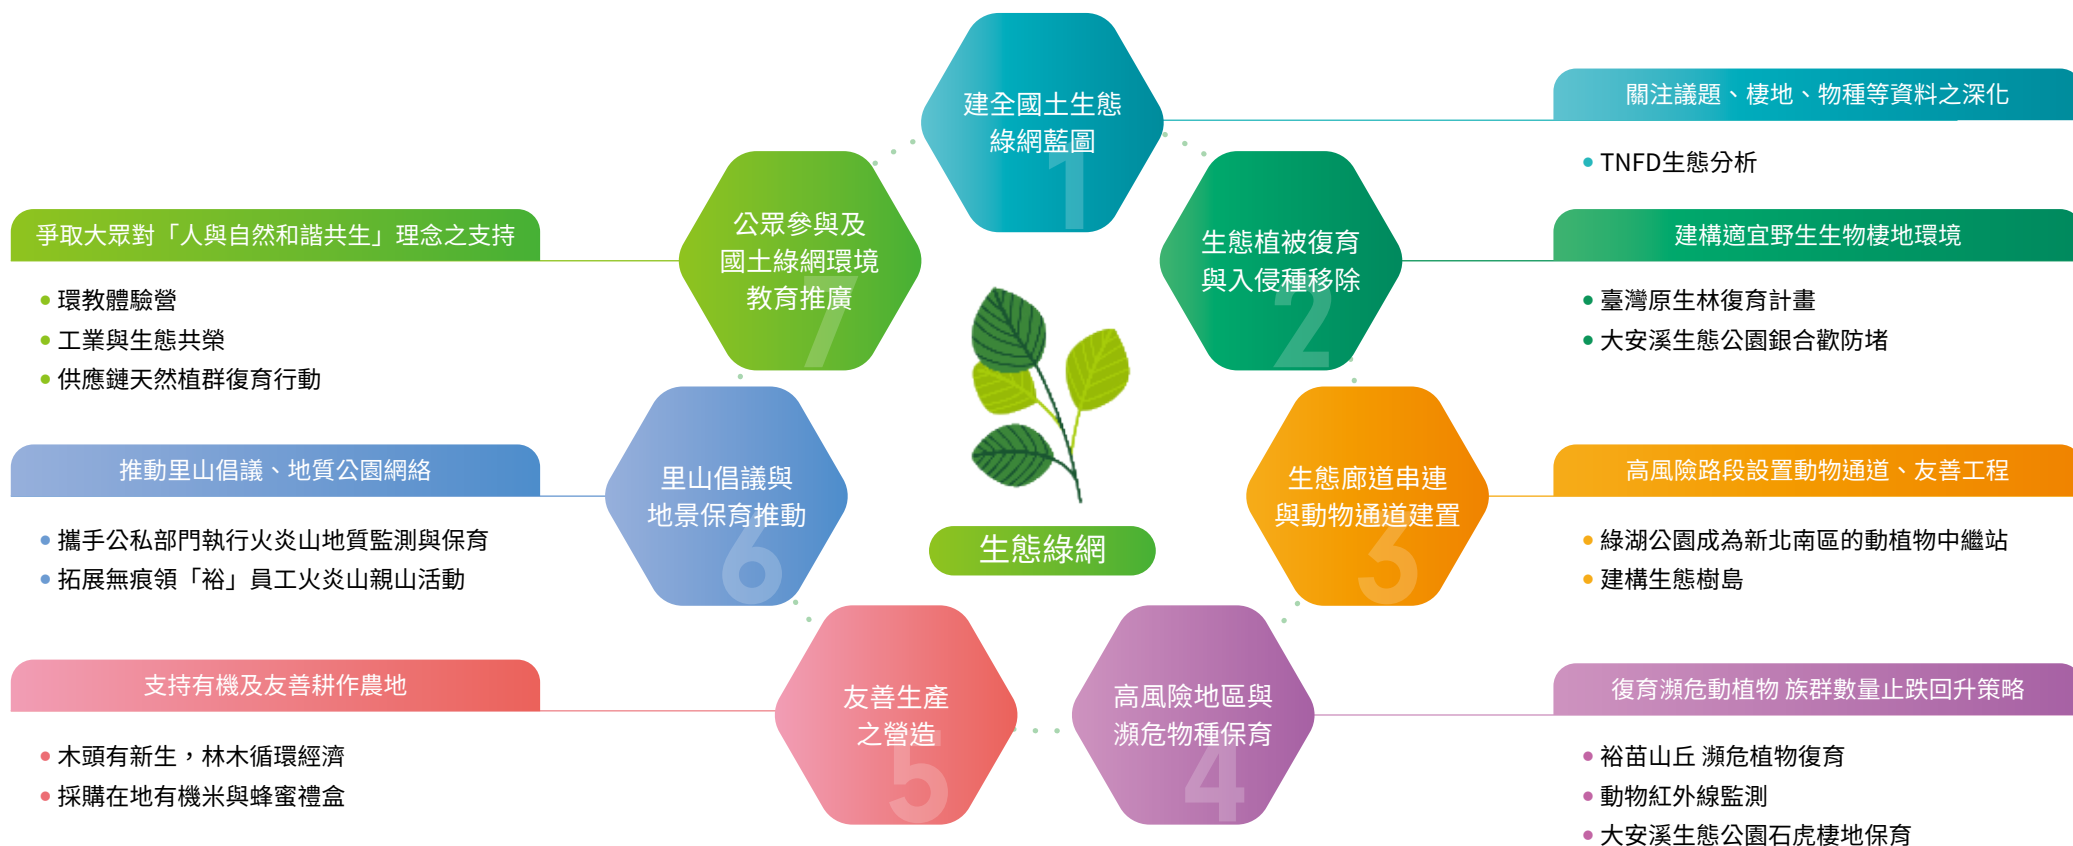 建全國土生態
綠網藍圖
1
關注議題、棲地、物種等資料之深化
TNFD生態分析
生態植被復育
與入侵種移除
2
建構適宜野生生物棲地環境
臺灣原生林復育計畫
大安溪生態公園銀合歡防堵
生態廊道串連
與動物通道建置
3
高風險路段設置動物通道、友善工程
綠湖公園成為新北南區的動植物中繼站
建構生態樹島
高風險地區與
瀕危物種保育
4
復育瀕危動植物 族群數量止跌回升策略
裕苗山丘 瀕危植物復育
動物紅外線監測
大安溪生態公園石虎棲地保育
友善生產
之營造
5
支持有機及友善耕作農地
木頭有新生，林木循環經濟
採購在地有機米與蜂蜜禮盒
里山倡議與
地景保育推動
6
推動里山倡議、地質公園網絡
攜手公私部門執行火炎山地質監測與保育
拓展無痕領「裕」員工火炎山親山活動
公眾參與及
國土綠網環境
教育推廣
7
爭取大眾對「人與自然和諧共生」理念之支持
環教體驗營
工業與生態共榮
供應鏈天然植群復育行動
生態綠網